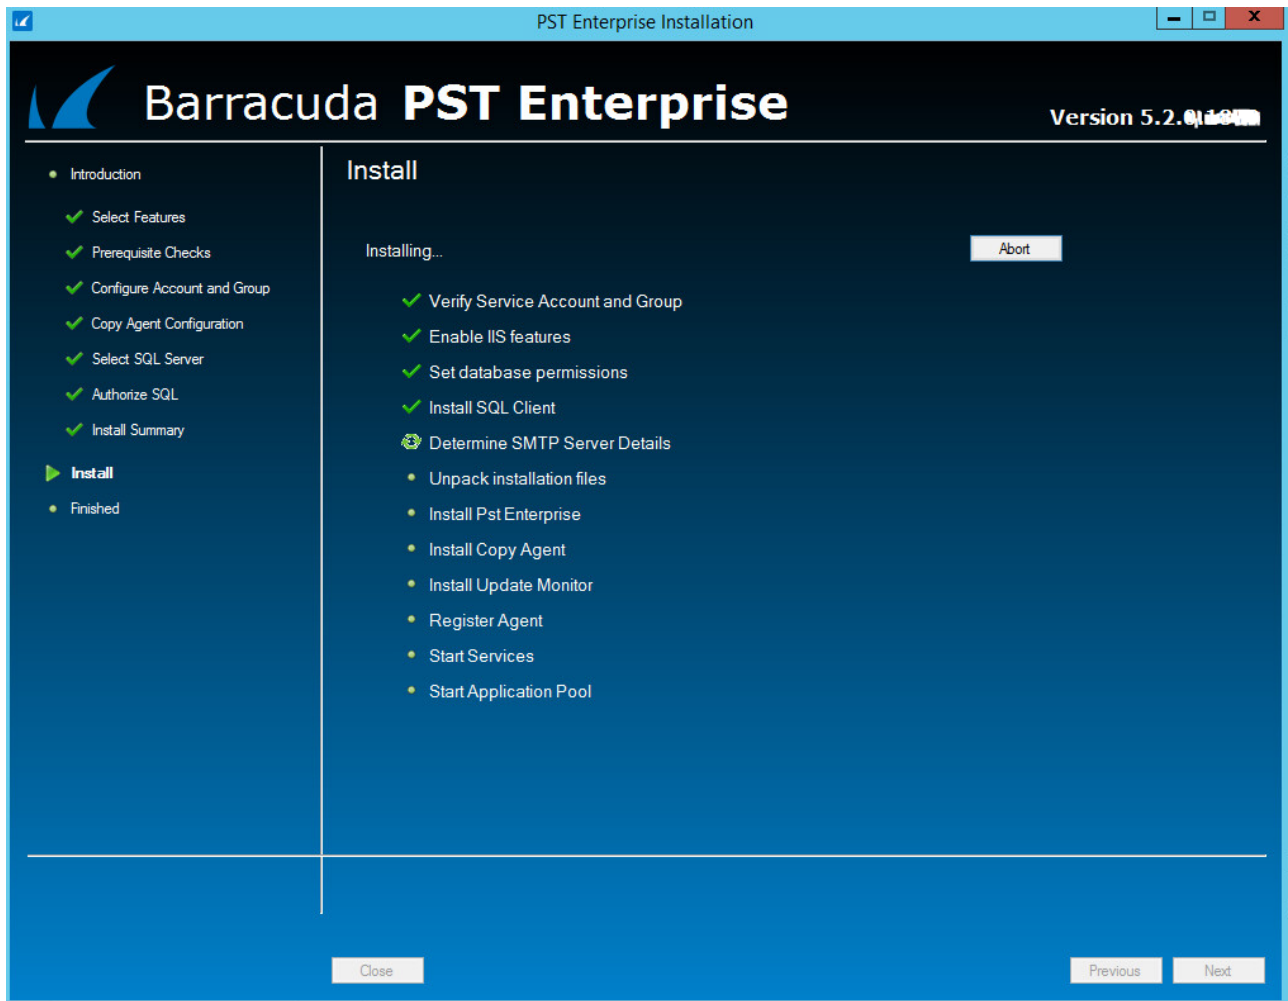 PST Enterprise Installation
Barracuda PST Enterprise
Version 5.2.
Introduction
Select Features
Prerequisite Checks
Configure Account and Group
Copy Agent Configuration
Select SQL Server
Authorize SQL
Install Summary
Install
Finished
Install
Installing...
Abort
Verify Service Account and Group
Enable IIS features
Set database permissions
Install SQL Client
Determine SMTP Server Details
Unpack installation files
Install Pst Enterprise
Install Copy Agent
Install Update Monitor
Register Agent
Start Services
Start Application Pool
Close
Previous
Next